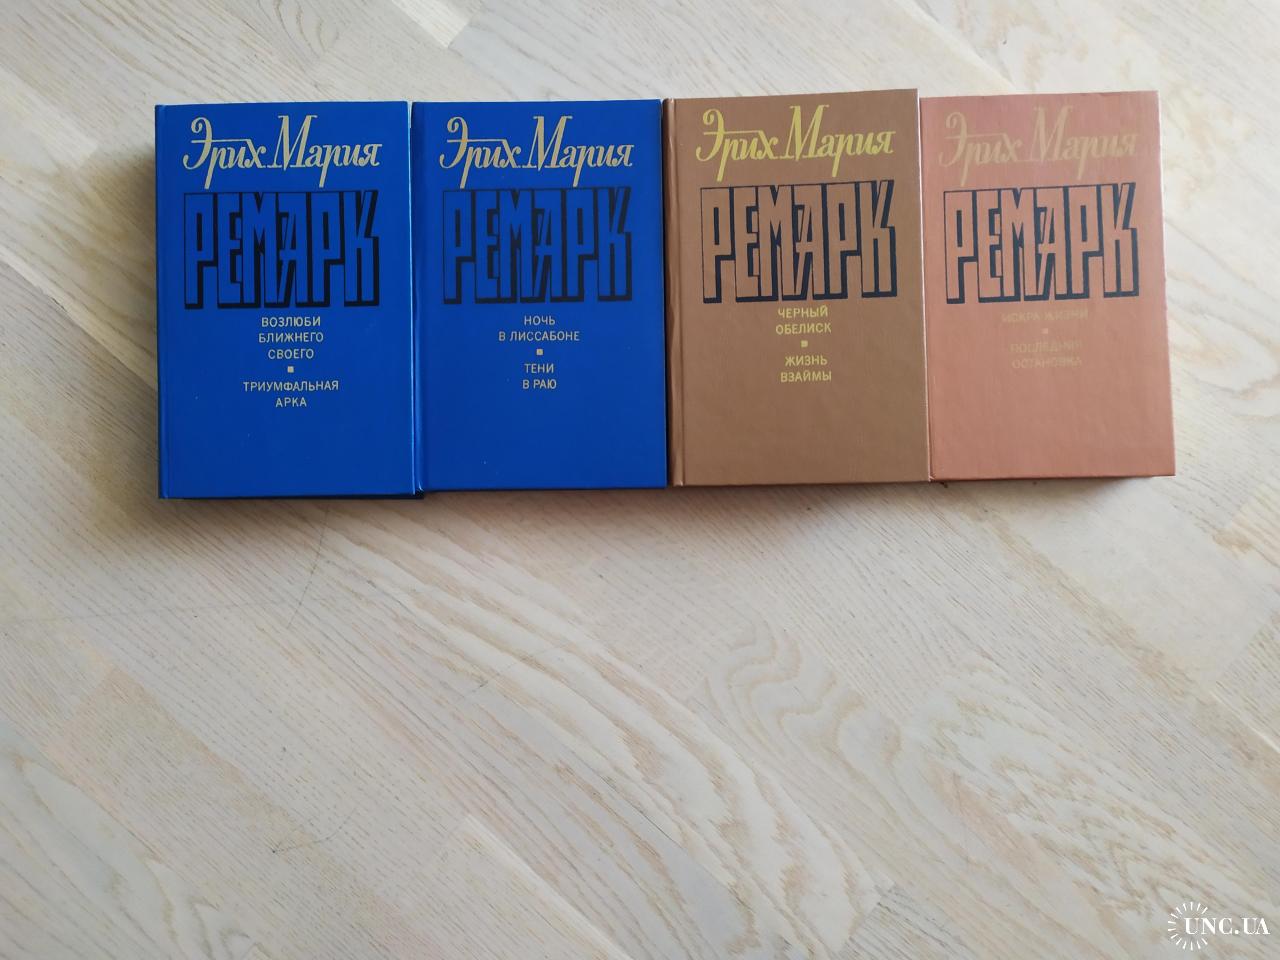 Эрих Мария
РЕМАРК
ВОЗЛЮБИ
БЛИЖНЕГО
СВОЕГО
ТРИУМФАЛЬНАЯ
АРКА
Эрих Мария
РЕМАРК
НОЧЬ
В ЛИССАБОНЕ
ТЕНИ
В РАЮ
Эрих Мария
РЕМАРК
ЧЕРНЫЙ
ОБЕЛИСК
ЖИЗНЬ
ВЗАЙМЫ
Эрих Мария
РЕМАРК
ИСКРА ЖИЗНИ
ПОСЛЕДНЯЯ
ОСТАНОВКА
UNC.UA